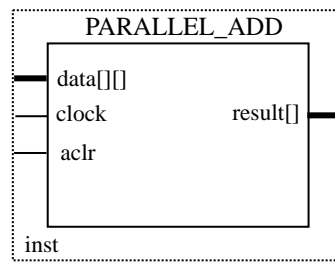 PARALLEL_ADD
data[][]
clock
result[]
aclr
inst